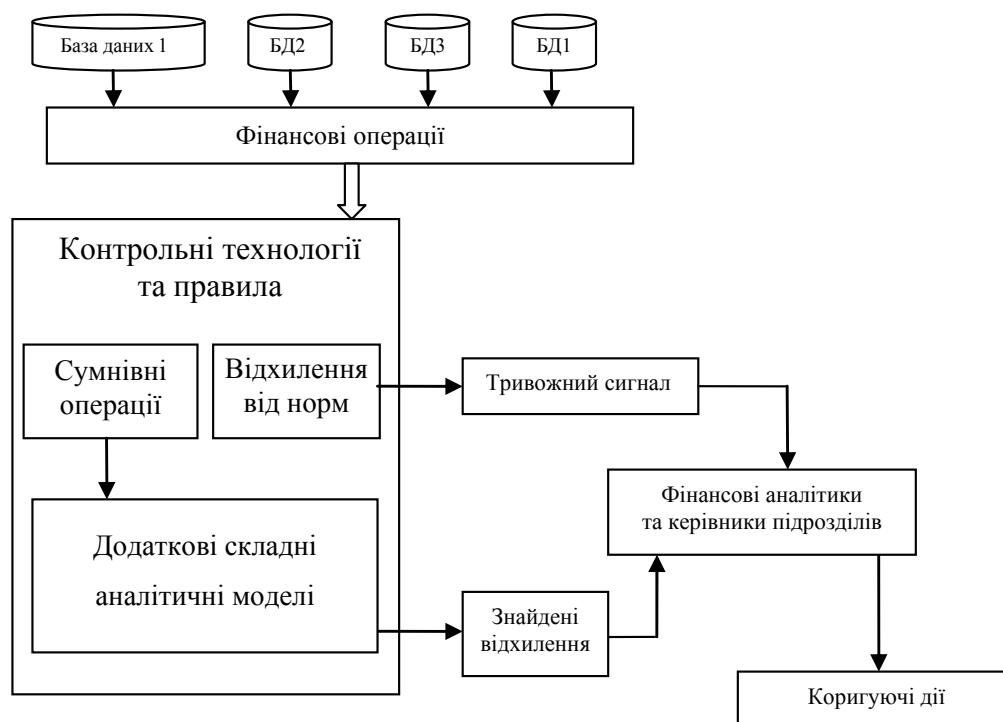 База даних 1
БД2
БД3
БД1
Фінансові операції
Контрольні технології
та правила
Сумнівні
операції
Відхилення
від норм
Тривожний сигнал
Фінансові аналітики
та керівники підрозділів
Додаткові складні
аналітичні моделі
Знайдені
відхилення
Коригуючі дії